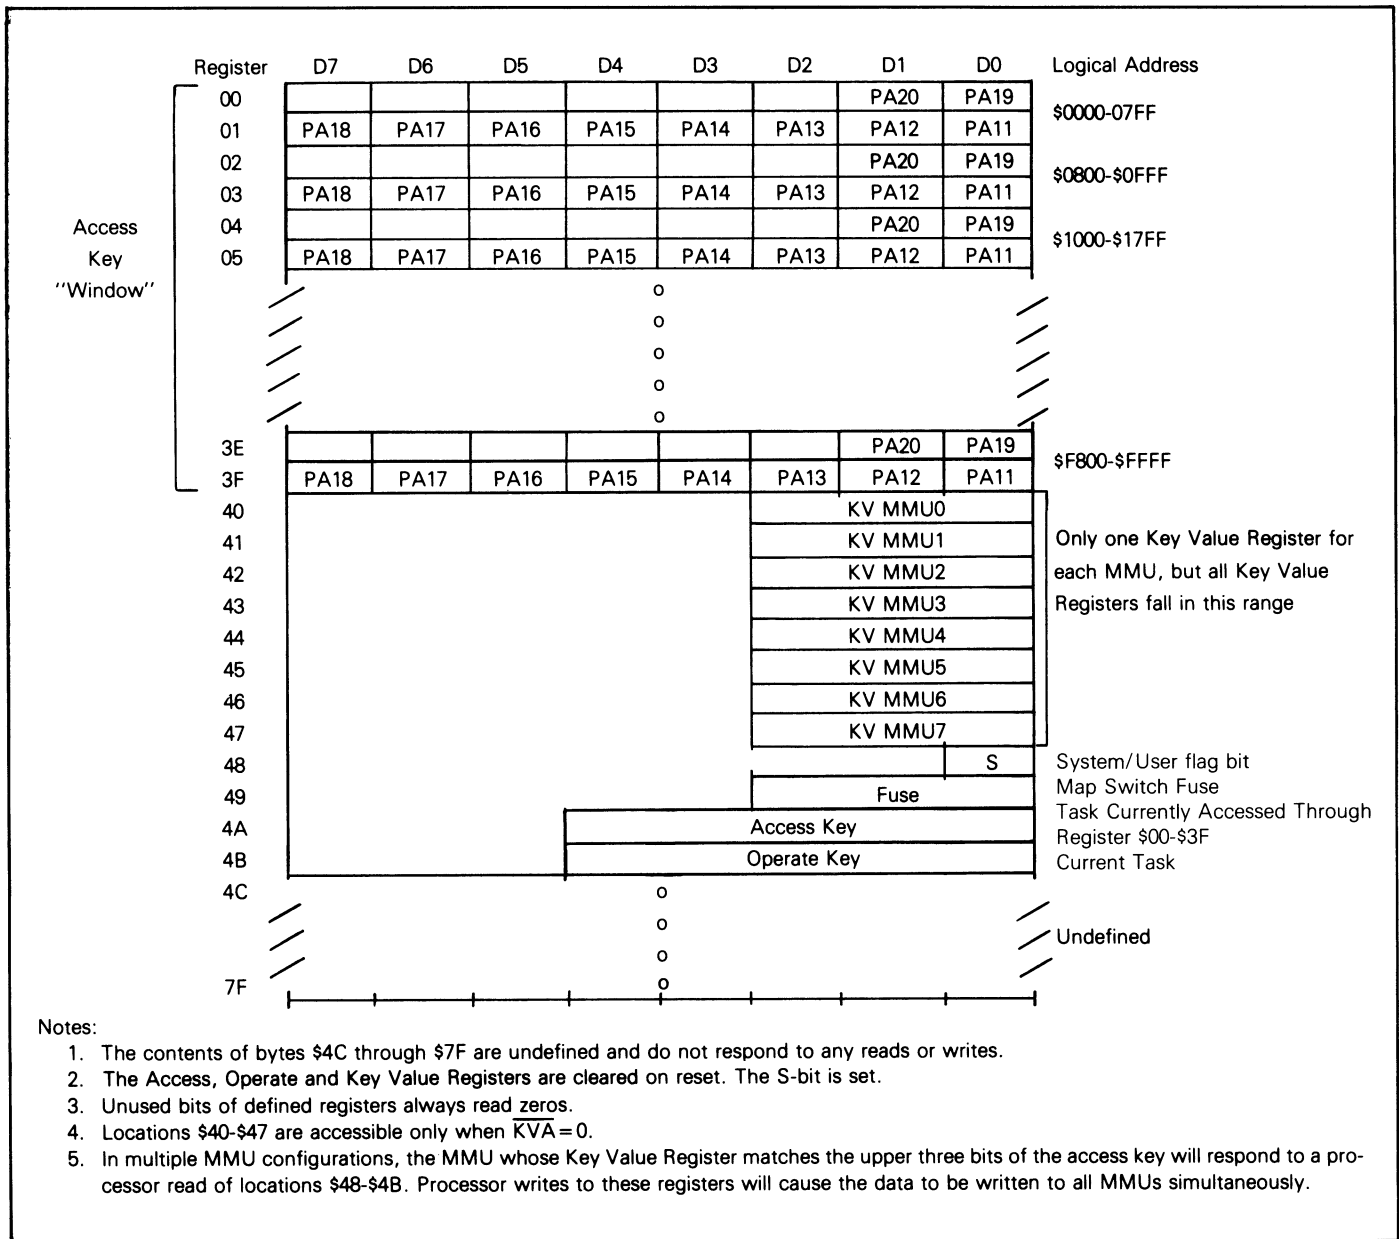 Register D7 D6 D5 D4 D3 D2 D1 D0 Logical Address
00 PA20 PA19
$0000-07FF
01 PA18 PA17 PA16 PA15 PA14 PA13 PA12 PA11
02 PA20 PA19
$0800-$0FFF
03 PA18 PA17 PA16 PA15 PA14 PA13 PA12 PA11
Access
Key
"Window"
04 PA20 PA19
$1000-$17FF
05 PA18 PA17 PA16 PA15 PA14 PA13 PA12 PA11
o
o
o
o
o
3E PA20 PA19
$F800-$FFFF
3F PA18 PA17 PA16 PA15 PA14 PA13 PA12 PA11
40 KV MMU0
41 KV MMU1
42 KV MMU2
43 KV MMU3
44 KV MMU4
45 KV MMU5
46 KV MMU6
47 KV MMU7
Only one Key Value Register for
each MMU, but all Key Value
Registers fall in this range
48 S System/User flag bit
49 Fuse Map Switch Fuse
4A Access Key Task Currently Accessed Through
Register $00-$3F
4B Operate Key Current Task
4C o
o
Undefined
o
7F o
Notes:
1. The contents of bytes $4C through $7F are undefined and do not respond to any reads or writes.
2. The Access, Operate and Key Value Registers are cleared on reset. The S-bit is set.
3. Unused bits of defined registers always read zeros.
4. Locations $40-$47 are accessible only when K̅V̅A̅=0.
5. In multiple MMU configurations, the MMU whose Key Value Register matches the upper three bits of the access key will respond to a pro-
cessor read of locations $48-$4B. Processor writes to these registers will cause the data to be written to all MMUs simultaneously.